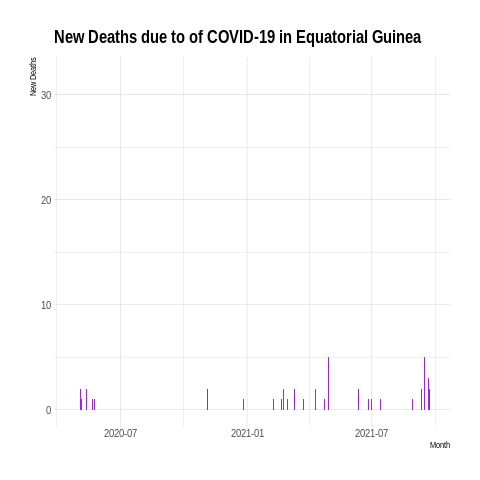 New Deaths due to of COVID-19 in Equatorial Guinea
New Deaths
30
20
10
0
2020-07 2021-01 2021-07
Month